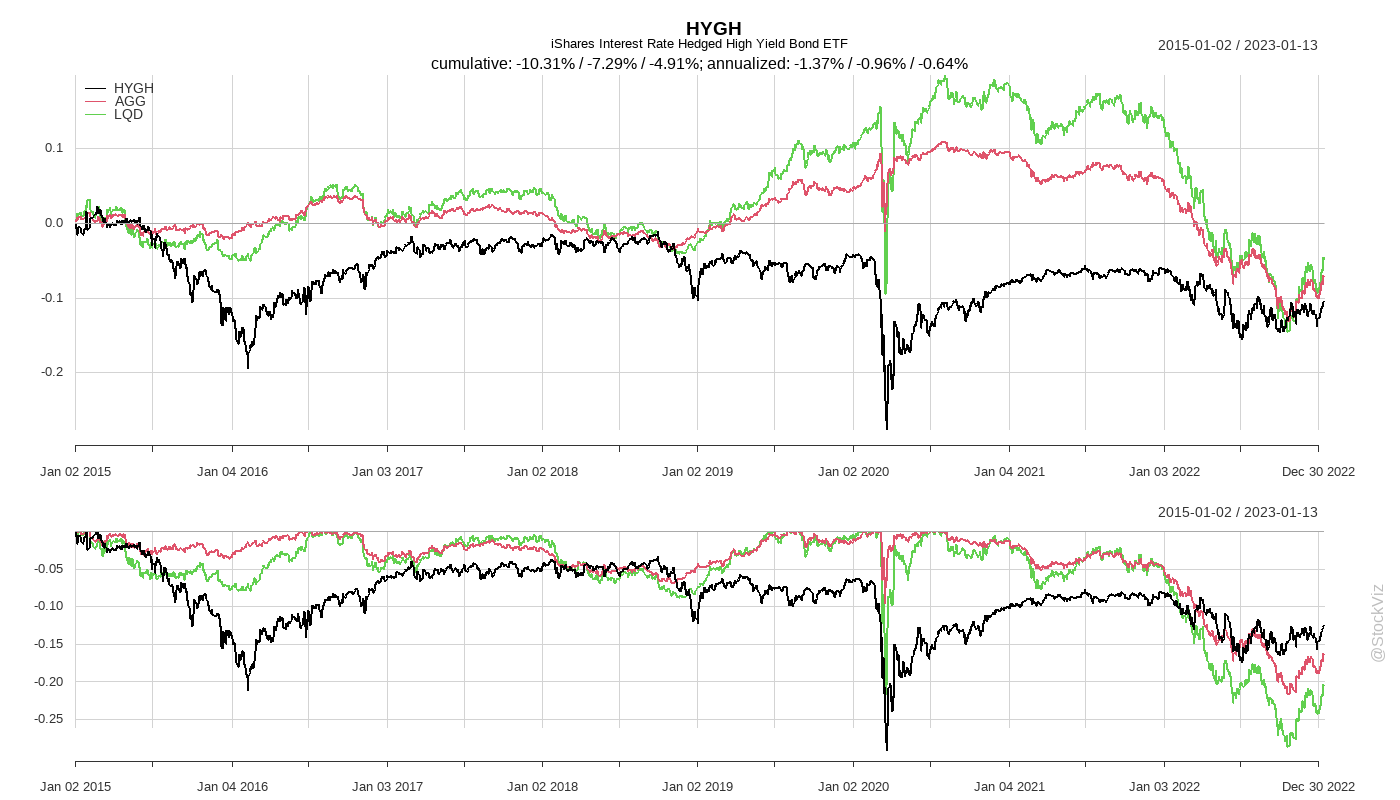 HYGH
iShares Interest Rate Hedged High Yield Bond ETF
2015-01-02 / 2023-01-13
cumulative: -10.31% / -7.29% / -4.91%; annualized: -1.37% / -0.96% / -0.64%
HYGH
AGG
LQD
0.1
0.0
-0.1
-0.2
Jan 02 2015 Jan 04 2016 Jan 03 2017 Jan 02 2018 Jan 02 2019 Jan 02 2020 Jan 04 2021 Jan 03 2022 Dec 30 2022
2015-01-02 / 2023-01-13
-0.05
-0.10
-0.15
-0.20
-0.25
Jan 02 2015 Jan 04 2016 Jan 03 2017 Jan 02 2018 Jan 02 2019 Jan 02 2020 Jan 04 2021 Jan 03 2022 Dec 30 2022
@StockViz